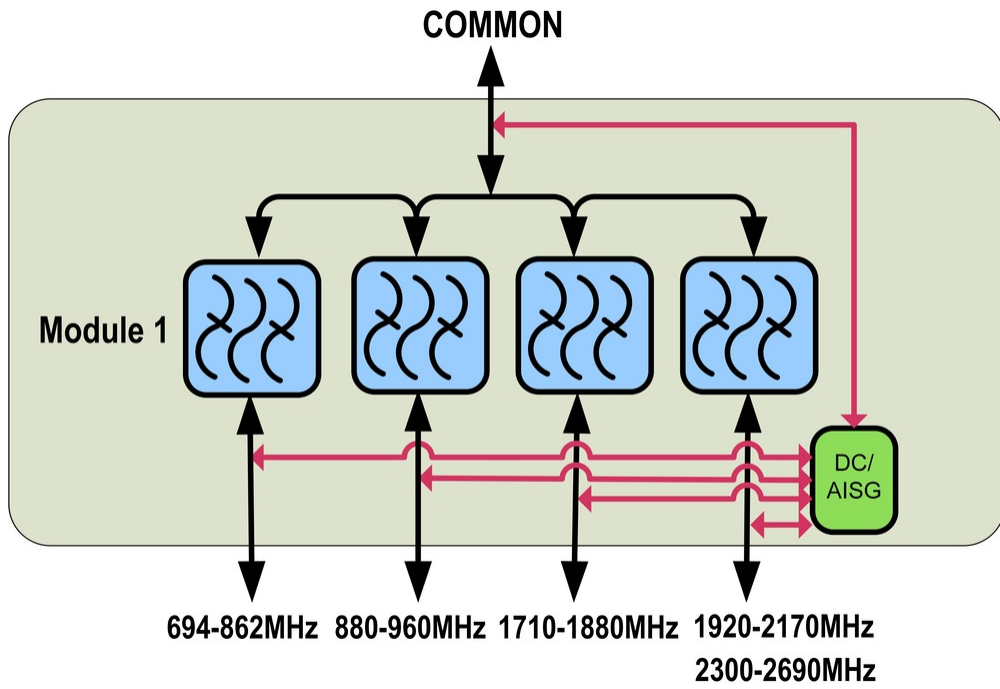 COMMON
Module 1
DC/
AISG
694-862MHz 880-960MHz 1710-1880MHz 1920-2170MHz
2300-2690MHz